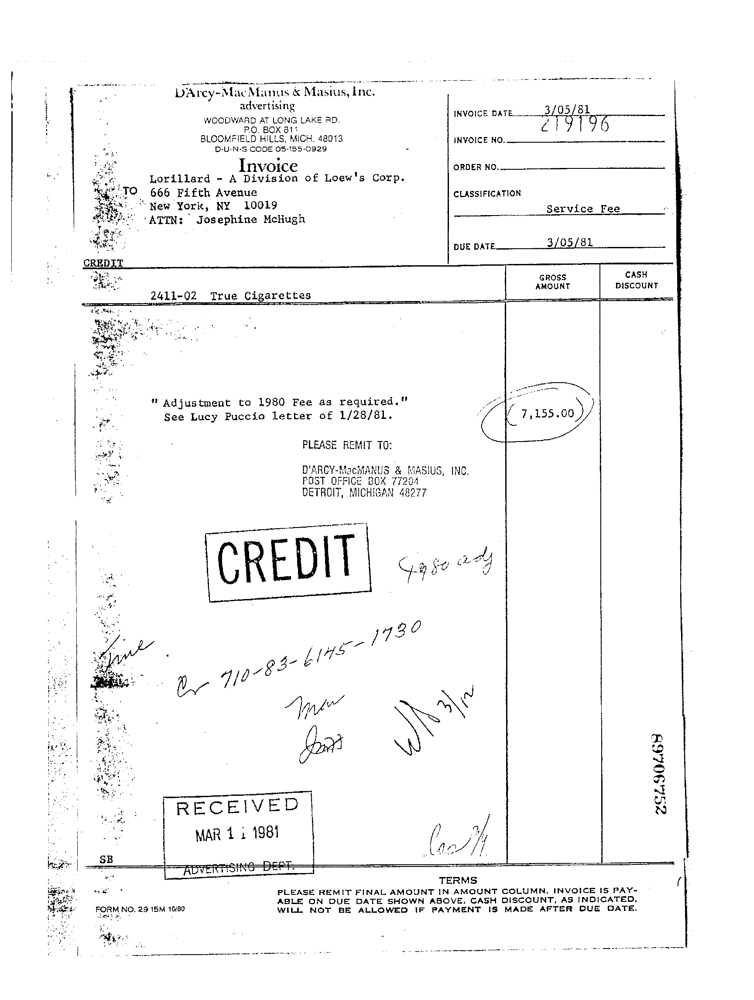 D'Arcy-MacManus & Masius, Inc.
advertising
WOODWARD AT LONG LAKE RD.
P.O. BOX 811
BLOOMFIELD HILLS, MICH. 48013
D-U-N-S CODE 05-155-0929
Invoice
INVOICE DATE 3/05/81
INVOICE NO. 219196
ORDER NO.
CLASSIFICATION
Service Fee
DUE DATE 3/05/81
TO Lorillard - A Division of Loew's Corp.
666 Fifth Avenue
New York, NY 10019
ATTN: Josephine McHugh
CREDIT
GROSS AMOUNT
CASH DISCOUNT
2411-02 True Cigarettes
" Adjustment to 1980 Fee as required."
See Lucy Puccio letter of 1/28/81.
(7,155.00)
PLEASE REMIT TO:
D'ARCY-MacMANUS & MASIUS, INC.
POST OFFICE BOX 77204
DETROIT, MICHIGAN 48277
CREDIT
1980 adj
True
Cr 710-83-6145-1730
3/12
89706752
RECEIVED
MAR 11 1981
ADVERTISING DEPT.
SB
TERMS
PLEASE REMIT FINAL AMOUNT IN AMOUNT COLUMN. INVOICE IS PAY-
ABLE ON DUE DATE SHOWN ABOVE. CASH DISCOUNT, AS INDICATED,
WILL NOT BE ALLOWED IF PAYMENT IS MADE AFTER DUE DATE.
FORM NO. 29 15M 10/80